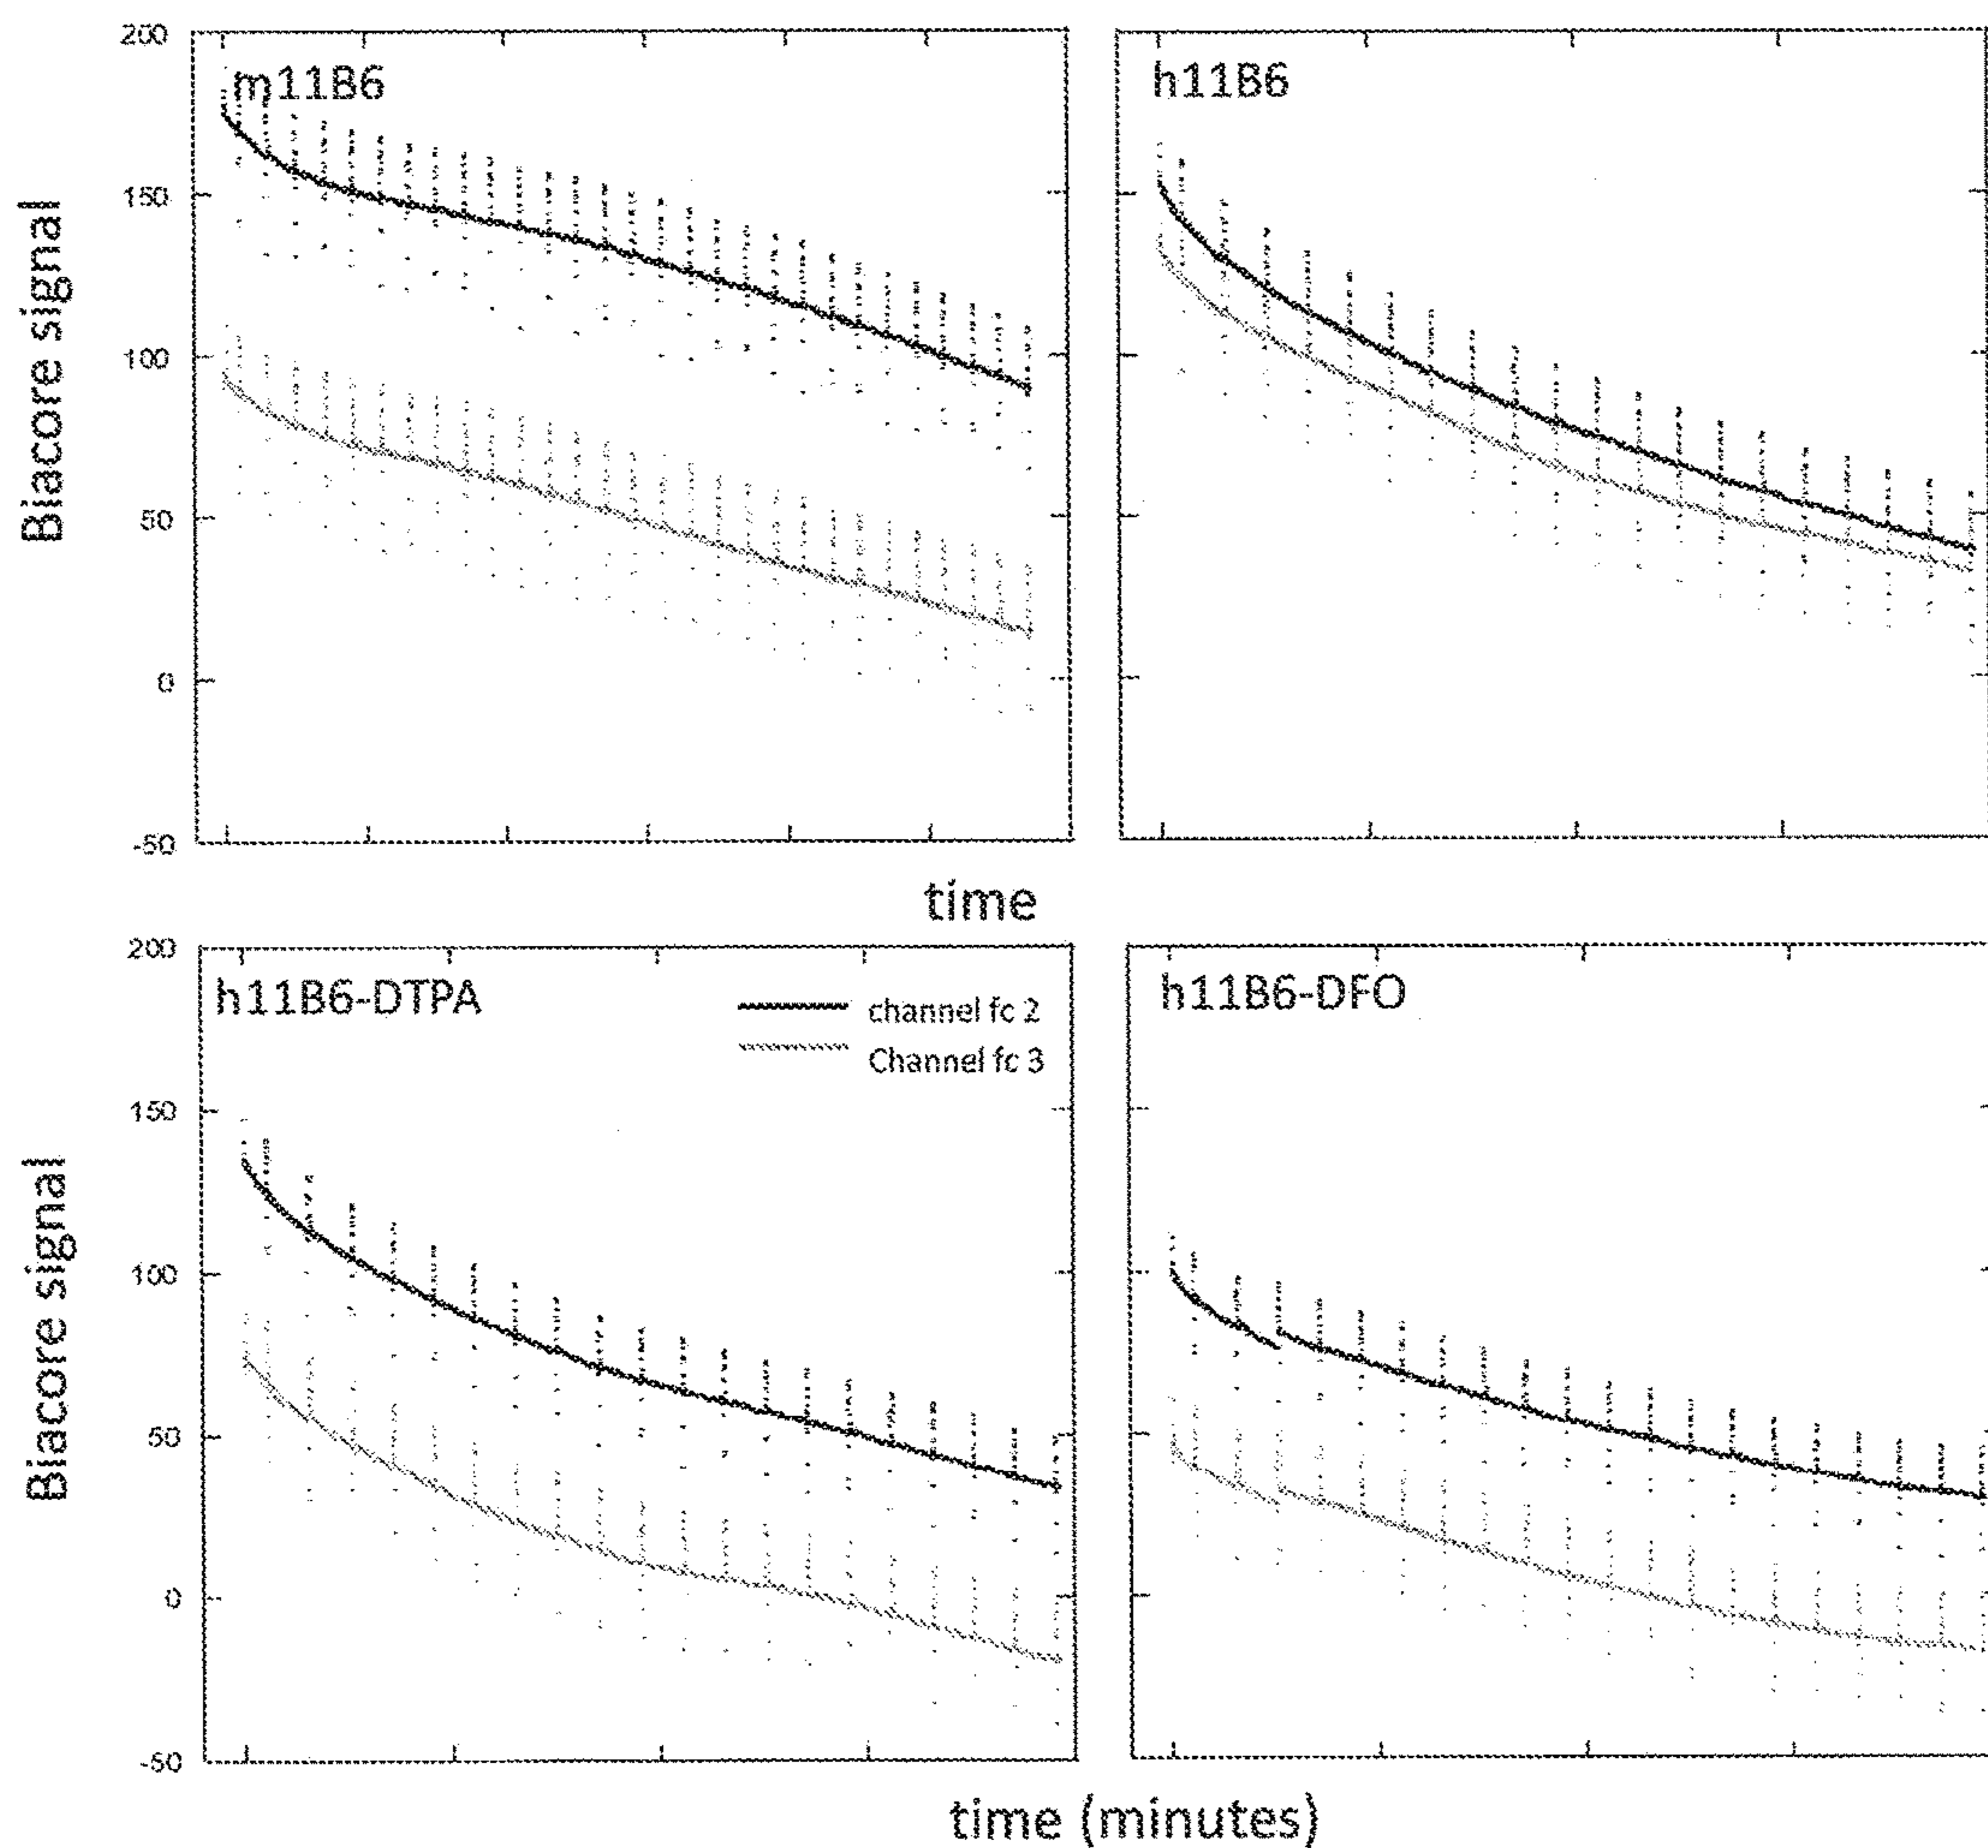 200
150
100
50
0
-50
Biacore signal
m11B6
h11B6
time
200
150
100
50
0
-50
Biacore signal
h11B6-DTPA
channel fc 2
Channel fc 3
h11B6-DFO
time (minutes)